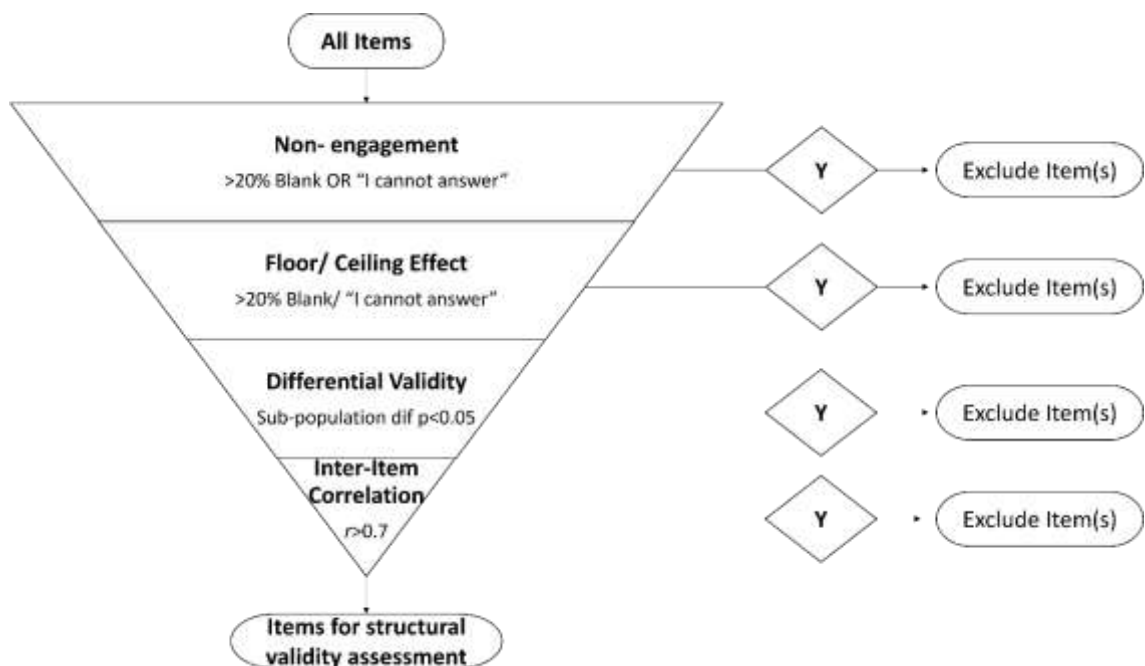 All Items
Non- engagement
>20% Blank OR “I cannot answer”
Y
Exclude Item(s)
Floor/ Ceiling Effect
>20% Blank/ “I cannot answer”
Y
Exclude Item(s)
Differential Validity
Sub-population dif p<0.05
Y
Exclude Item(s)
Inter-Item
Correlation
r>0.7
Y
Exclude Item(s)
Items for structural
validity assessment